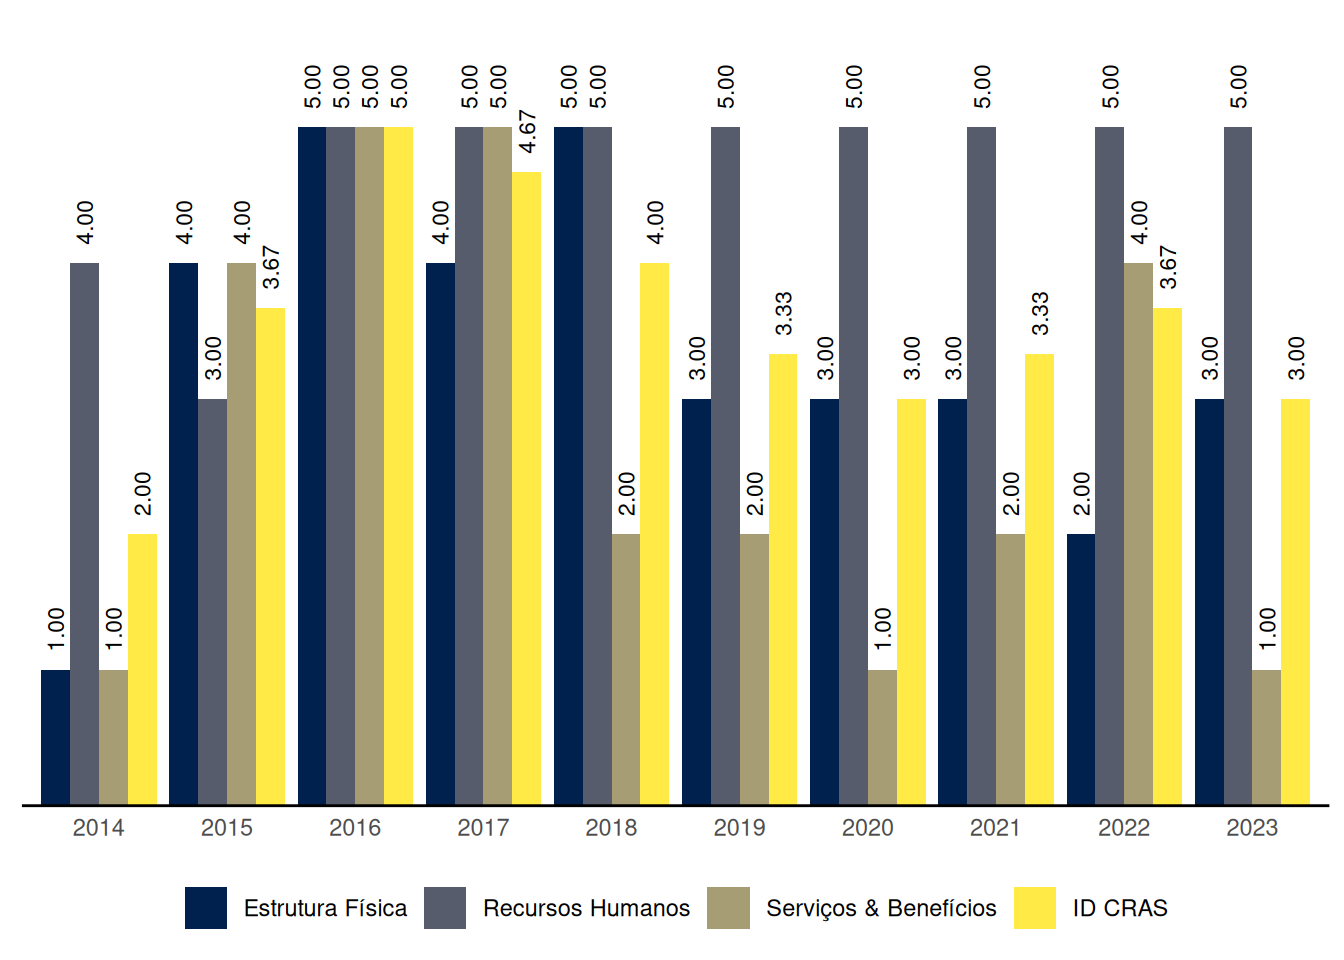 5.00 5.00 5.00 5.00 5.00 5.00 5.00 5.00 5.00 5.00 5.00 5.00 5.00
4.67
4.00 4.00 4.00 4.00 4.00 4.00
3.67 3.67
3.33 3.33
3.00 3.00 3.00 3.00 3.00 3.00 3.00
2.00 2.00 2.00 2.00 2.00
1.00 1.00 1.00 1.00
2014 2015 2016 2017 2018 2019 2020 2021 2022 2023
Estrutura Física Recursos Humanos Serviços & Benefícios ID CRAS